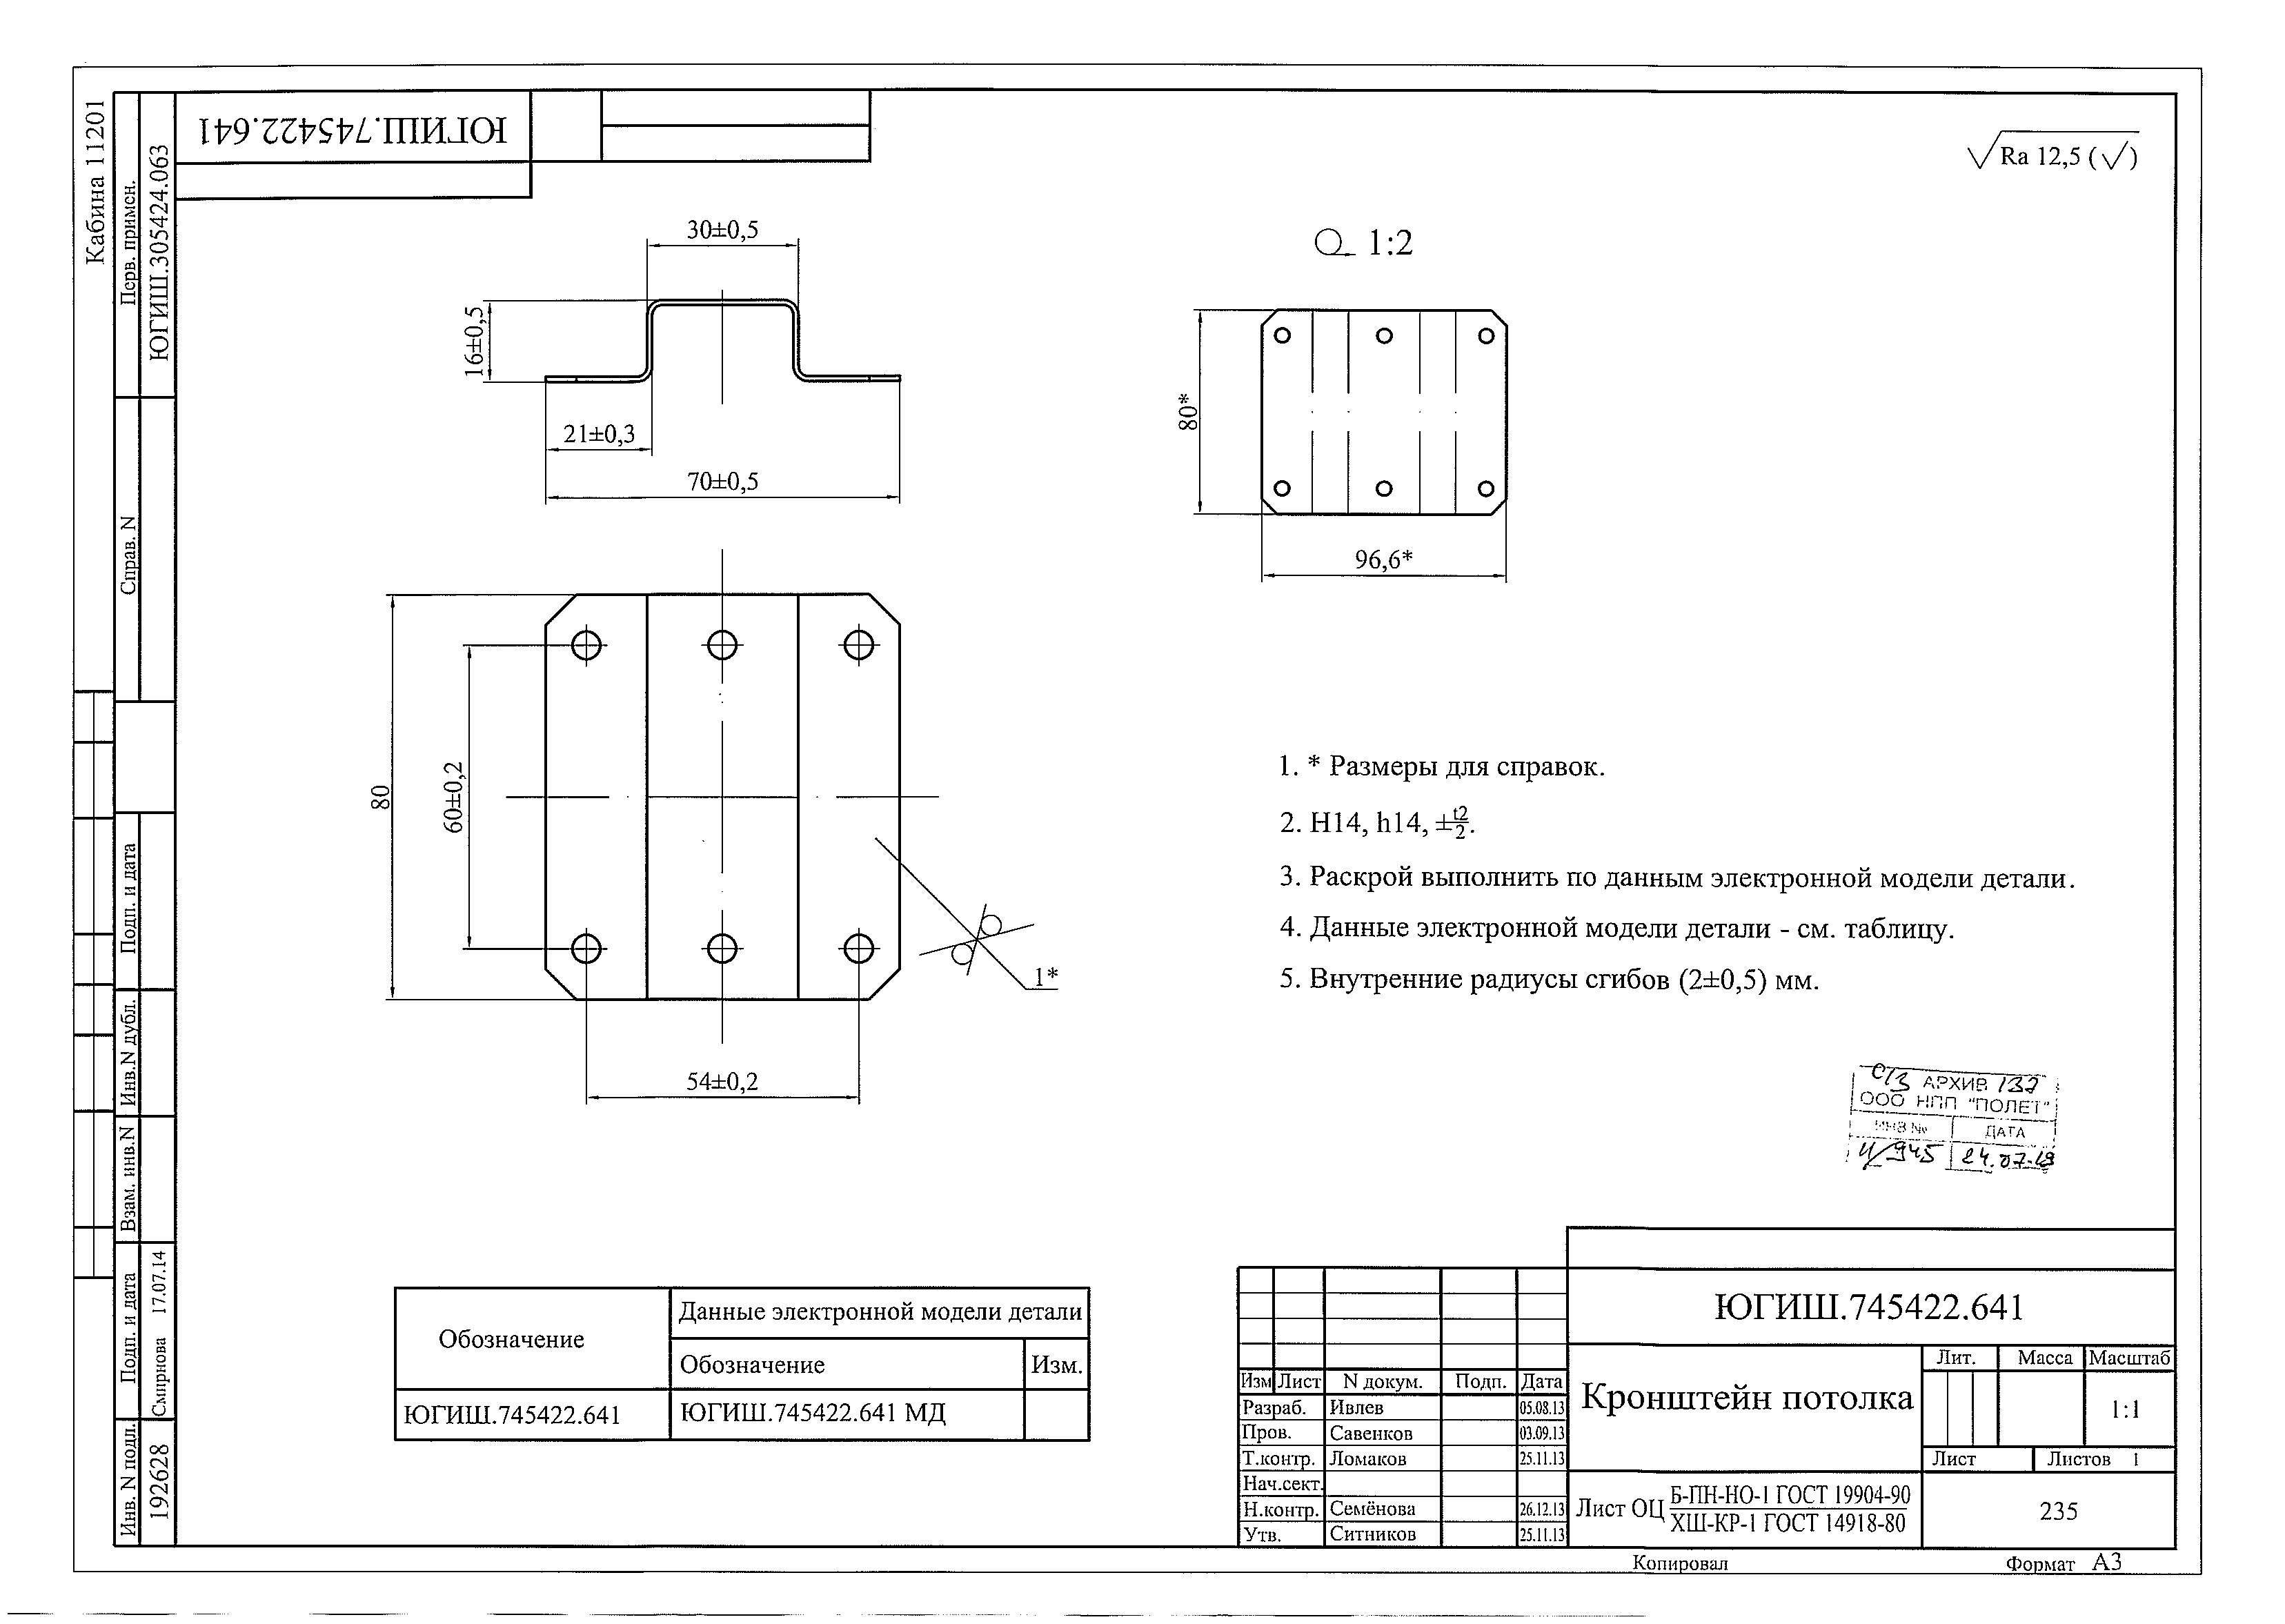 Кабина 11201
Перв. примен.
ЮГИШ.305424.063
Справ. N
Подп. и дата
Инв.N дубл.
Взам. инв.N
Подп. и дата
Смирнова 17.07.14
Инв. N подл.
192628
ЮГИШ.745422.641
Ra 12,5 (√)
30±0,5
16±0,5
21±0,3
70±0,5
1:2
80*
96,6*
80
60±0,2
54±0,2
1*
1. * Размеры для справок.
2. H14, h14, ±t2/2.
3. Раскрой выполнить по данным электронной модели детали.
4. Данные электронной модели детали - см. таблицу.
5. Внутренние радиусы сгибов (2±0,5) мм.
АРХИВ 137
ООО НПП "ПОЛЕТ"
ИНВ № ДАТА
И/945 24.07.19
Обозначение
Данные электронной модели детали
Обозначение Изм.
ЮГИШ.745422.641 ЮГИШ.745422.641 МД
ЮГИШ.745422.641
Кронштейн потолка
Лит. Масса Масштаб
1:1
Лист Листов 1
Изм Лист N докум. Подп. Дата
Разраб. Ивлев 05.08.13
Пров. Савенков 03.09.13
Т.контр. Ломаков 25.11.13
Нач.сект.
Н.контр. Семёнова 26.12.13
Утв. Ситников 25.11.13
Лист ОЦ Б-ПН-НО-1 ГОСТ 19904-90
ХШ-КР-1 ГОСТ 14918-80
235
Копировал Формат А3